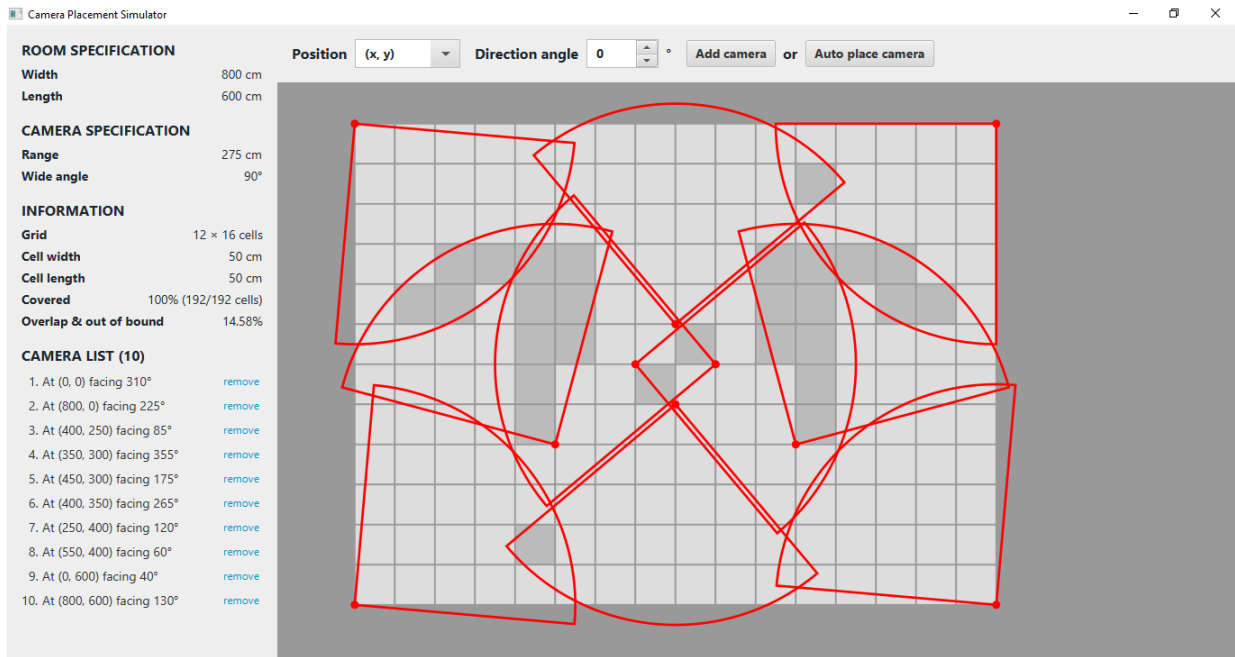 Camera Placement Simulator
ROOM SPECIFICATION
Width 800 cm
Length 600 cm
CAMERA SPECIFICATION
Range 275 cm
Wide angle 90°
INFORMATION
Grid 12 × 16 cells
Cell width 50 cm
Cell length 50 cm
Covered 100% (192/192 cells)
Overlap & out of bound 14.58%
CAMERA LIST (10)
1. At (0, 0) facing 310° remove
2. At (800, 0) facing 225° remove
3. At (400, 250) facing 85° remove
4. At (350, 300) facing 355° remove
5. At (450, 300) facing 175° remove
6. At (400, 350) facing 265° remove
7. At (250, 400) facing 120° remove
8. At (550, 400) facing 60° remove
9. At (0, 600) facing 40° remove
10. At (800, 600) facing 130° remove
Position (x, y) Direction angle 0 ° Add camera or Auto place camera